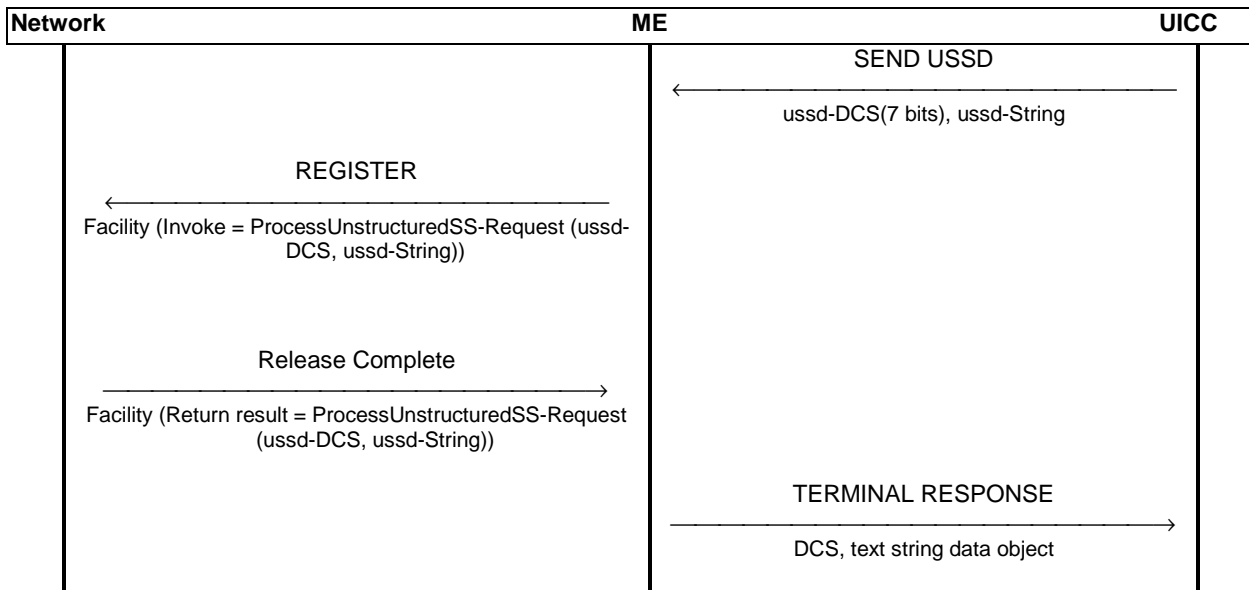 Network ME UICC
SEND USSD
ussd-DCS(7 bits), ussd-String
REGISTER
Facility (Invoke = ProcessUnstructuredSS-Request (ussd-
DCS, ussd-String))
Release Complete
Facility (Return result = ProcessUnstructuredSS-Request
(ussd-DCS, ussd-String))
TERMINAL RESPONSE
DCS, text string data object